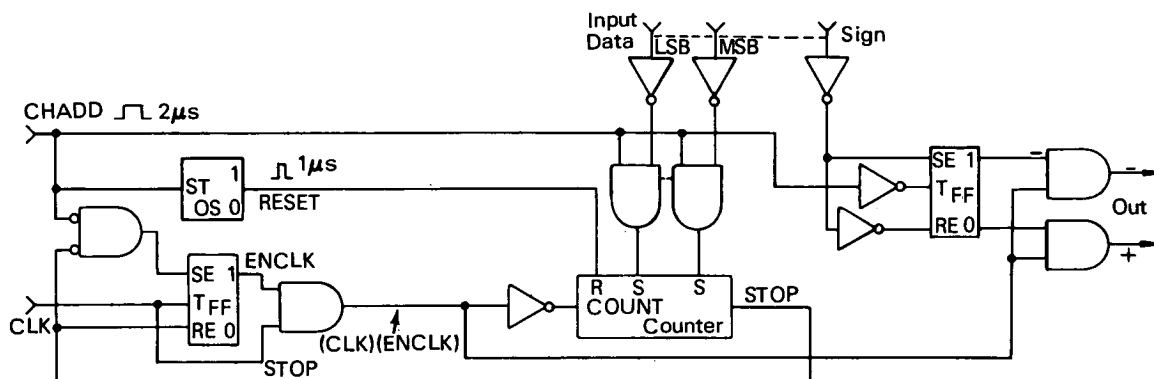 Input
Data
LSB
MSB
Sign
CHADD 2μs
1μs
ST 1
OS 0
RESET
SE 1
T FF
RE 0
-
-
Out
+
SE 1
T FF
RE 0
ENCLK
CLK
STOP
(CLK)(ENCLK)
R S S
COUNT
Counter
STOP